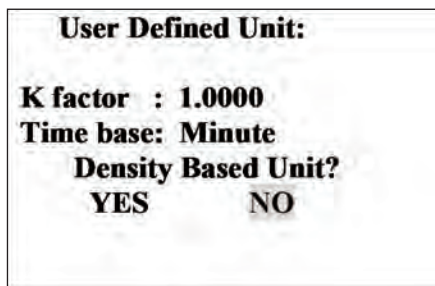 User Defined Unit:
K factor : 1.0000
Time base: Minute
Density Based Unit?
YES NO